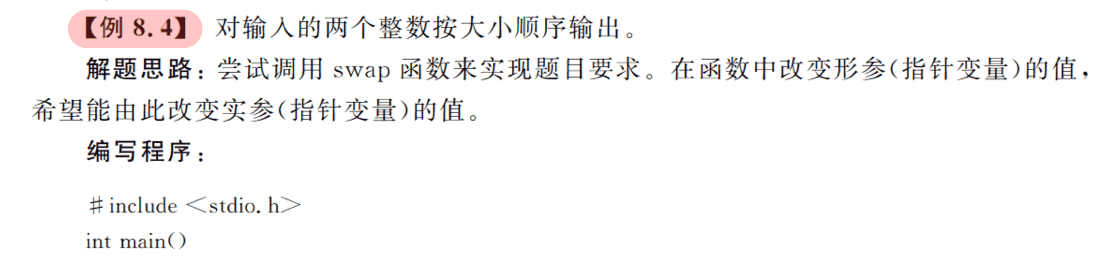 【例 8.4】 对输入的两个整数按大小顺序输出。
解题思路：尝试调用 swap 函数来实现题目要求。在函数中改变形参(指针变量)的值，
希望能由此改变实参(指针变量)的值。
编写程序：
#include <stdio.h>
int main()